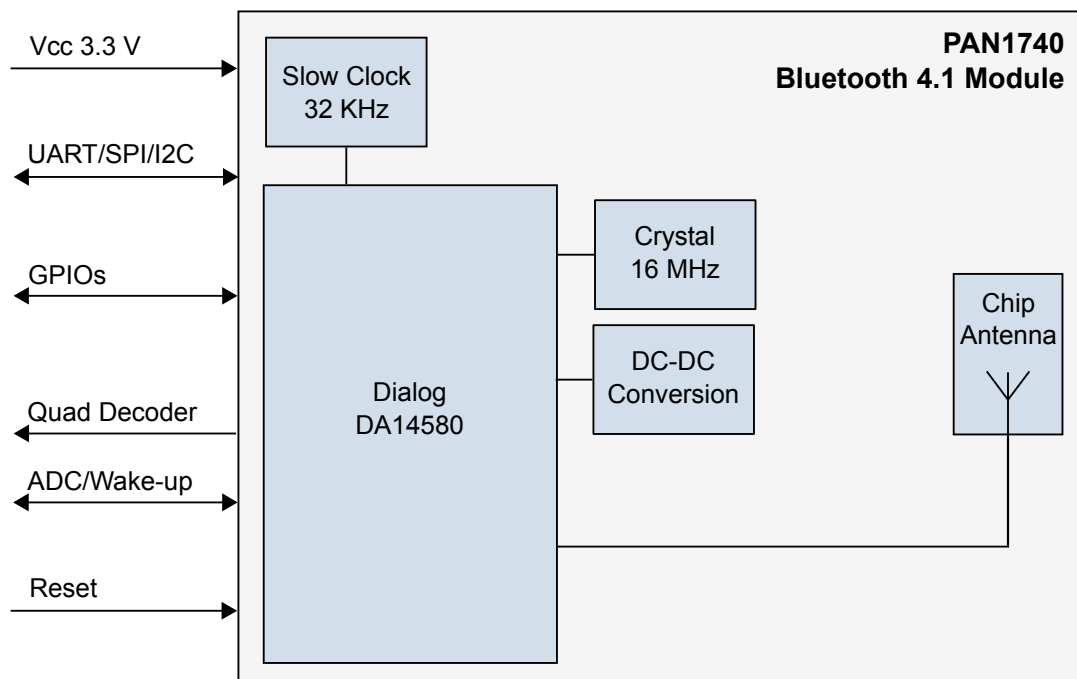 Vcc 3.3 V
UART/SPI/I2C
GPIOs
Quad Decoder
ADC/Wake-up
Reset
PAN1740
Bluetooth 4.1 Module
Slow Clock
32 KHz
Crystal
16 MHz
DC-DC
Conversion
Dialog
DA14580
Chip
Antenna